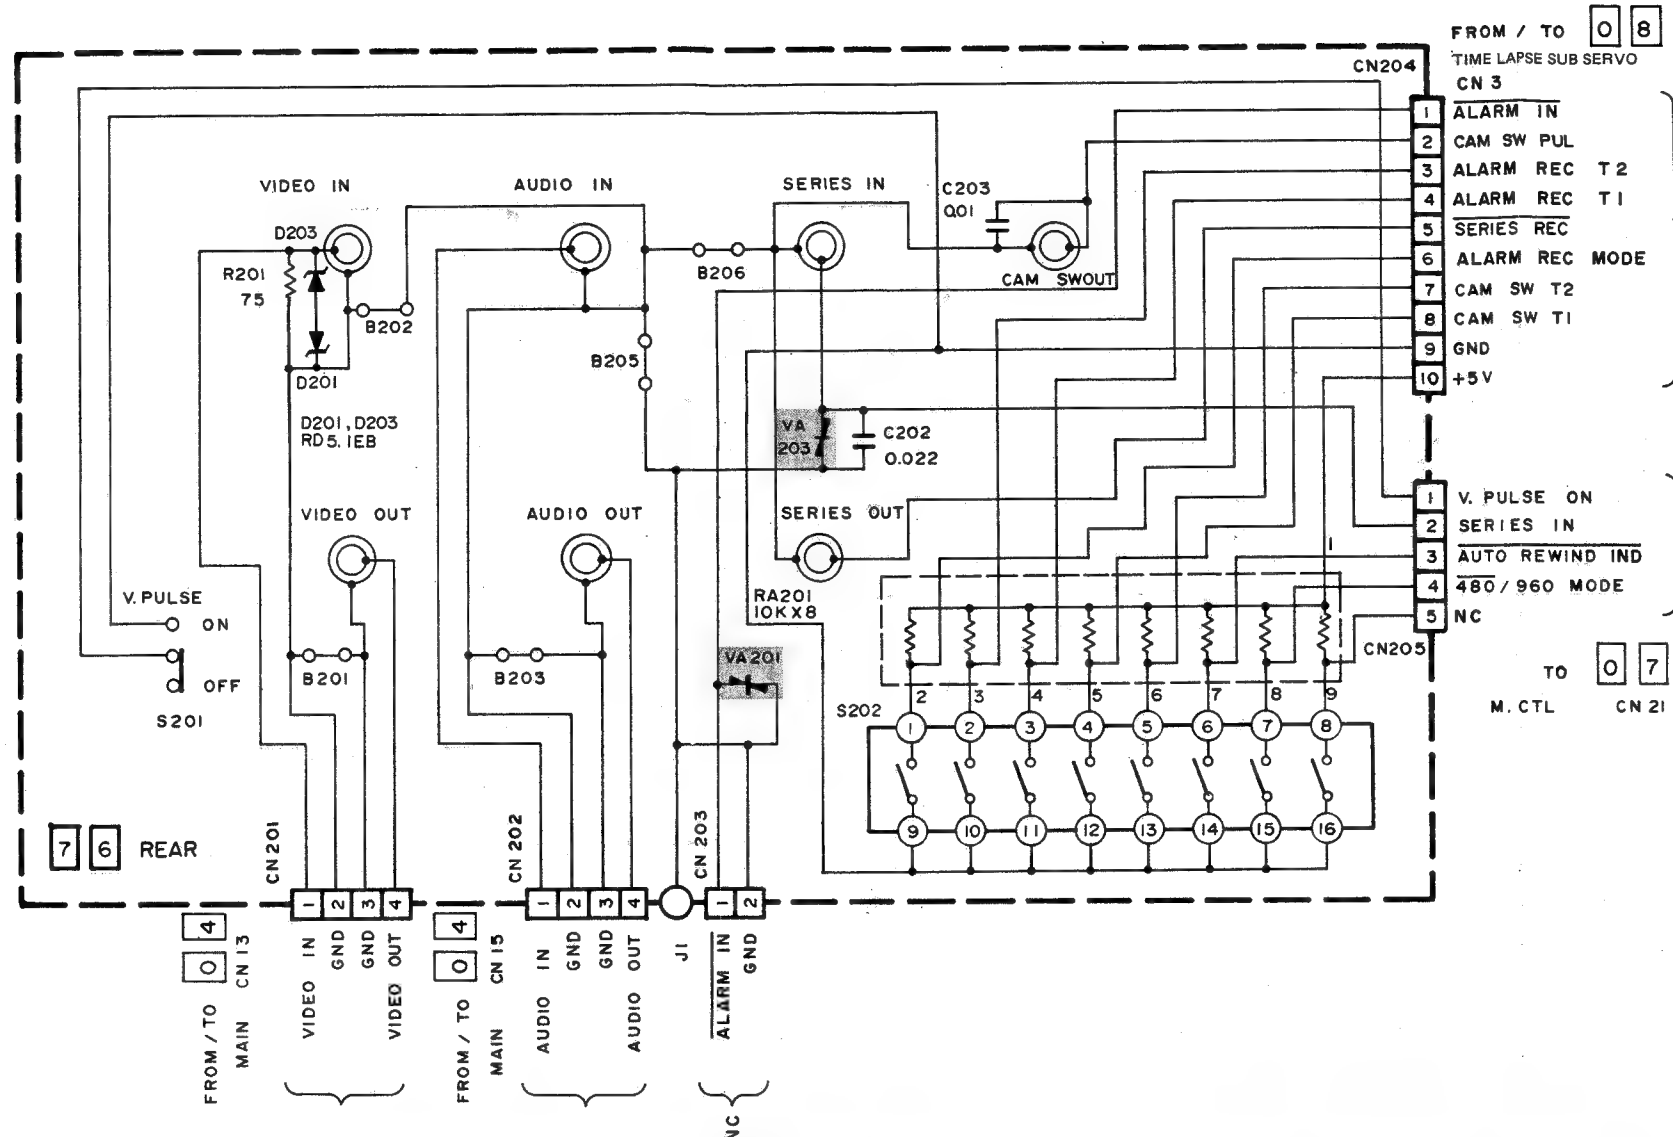 FROM / TO 0 8
TIME LAPSE SUB SERVO
CN204
CN 3
1 ALARM IN
2 CAM SW PUL
3 ALARM REC T2
4 ALARM REC T1
5 SERIES REC
6 ALARM REC MODE
7 CAM SW T2
8 CAM SW T1
9 GND
10 +5V
VIDEO IN
AUDIO IN
SERIES IN
C203
0.01
D203
R201
75
B202
B206
CAM SWOUT
D201
B205
D201, D203
RD5.1EB
VA
203
C202
0.022
VIDEO OUT
AUDIO OUT
SERIES OUT
1 V. PULSE ON
2 SERIES IN
3 AUTO REWIND IND
4 480/960 MODE
5 NC
CN205
V.PULSE
ON
OFF
S201
B201
B203
RA201
10KX8
1
VA201
2 3 4 5 6 7 8 9
S202
1 2 3 4 5 6 7 8
9 10 11 12 13 14 15 16
TO 0 7
M. CTL CN 21
7 6 REAR
CN 201
CN 202
CN 203
1 2 3 4
1 2 3 4
1 2
FROM / TO 0 4
MAIN CN 13
VIDEO IN
GND
GND
VIDEO OUT
FROM / TO 0 4
MAIN CN 15
AUDIO IN
GND
GND
AUDIO OUT
J1
ALARM IN
GND
NC